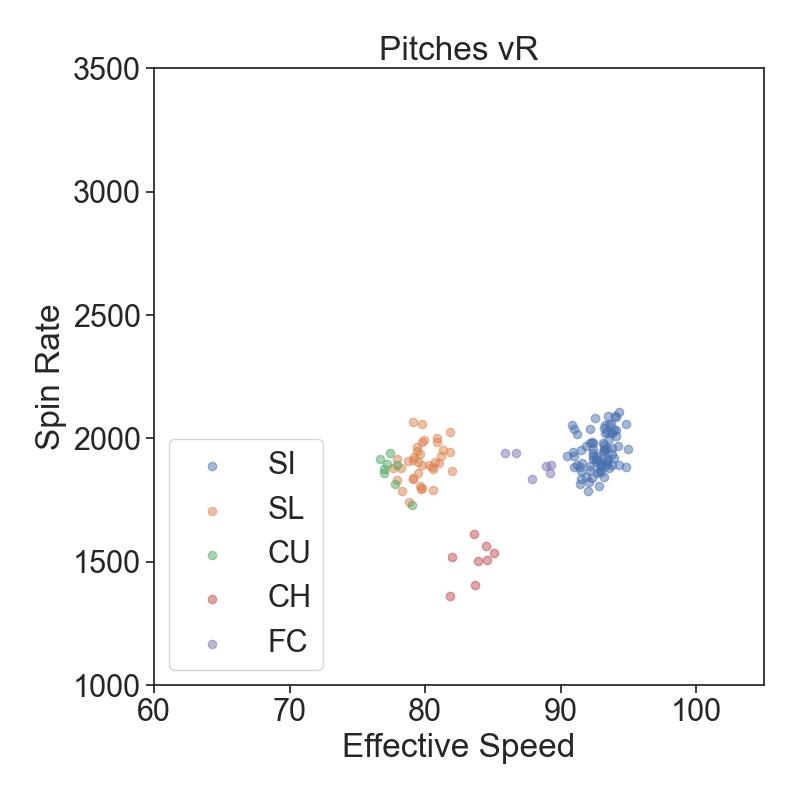 Pitches vR
3500
3000
2500
2000
1500
1000
Spin Rate
SI
SL
CU
CH
FC
60 70 80 90 100
Effective Speed